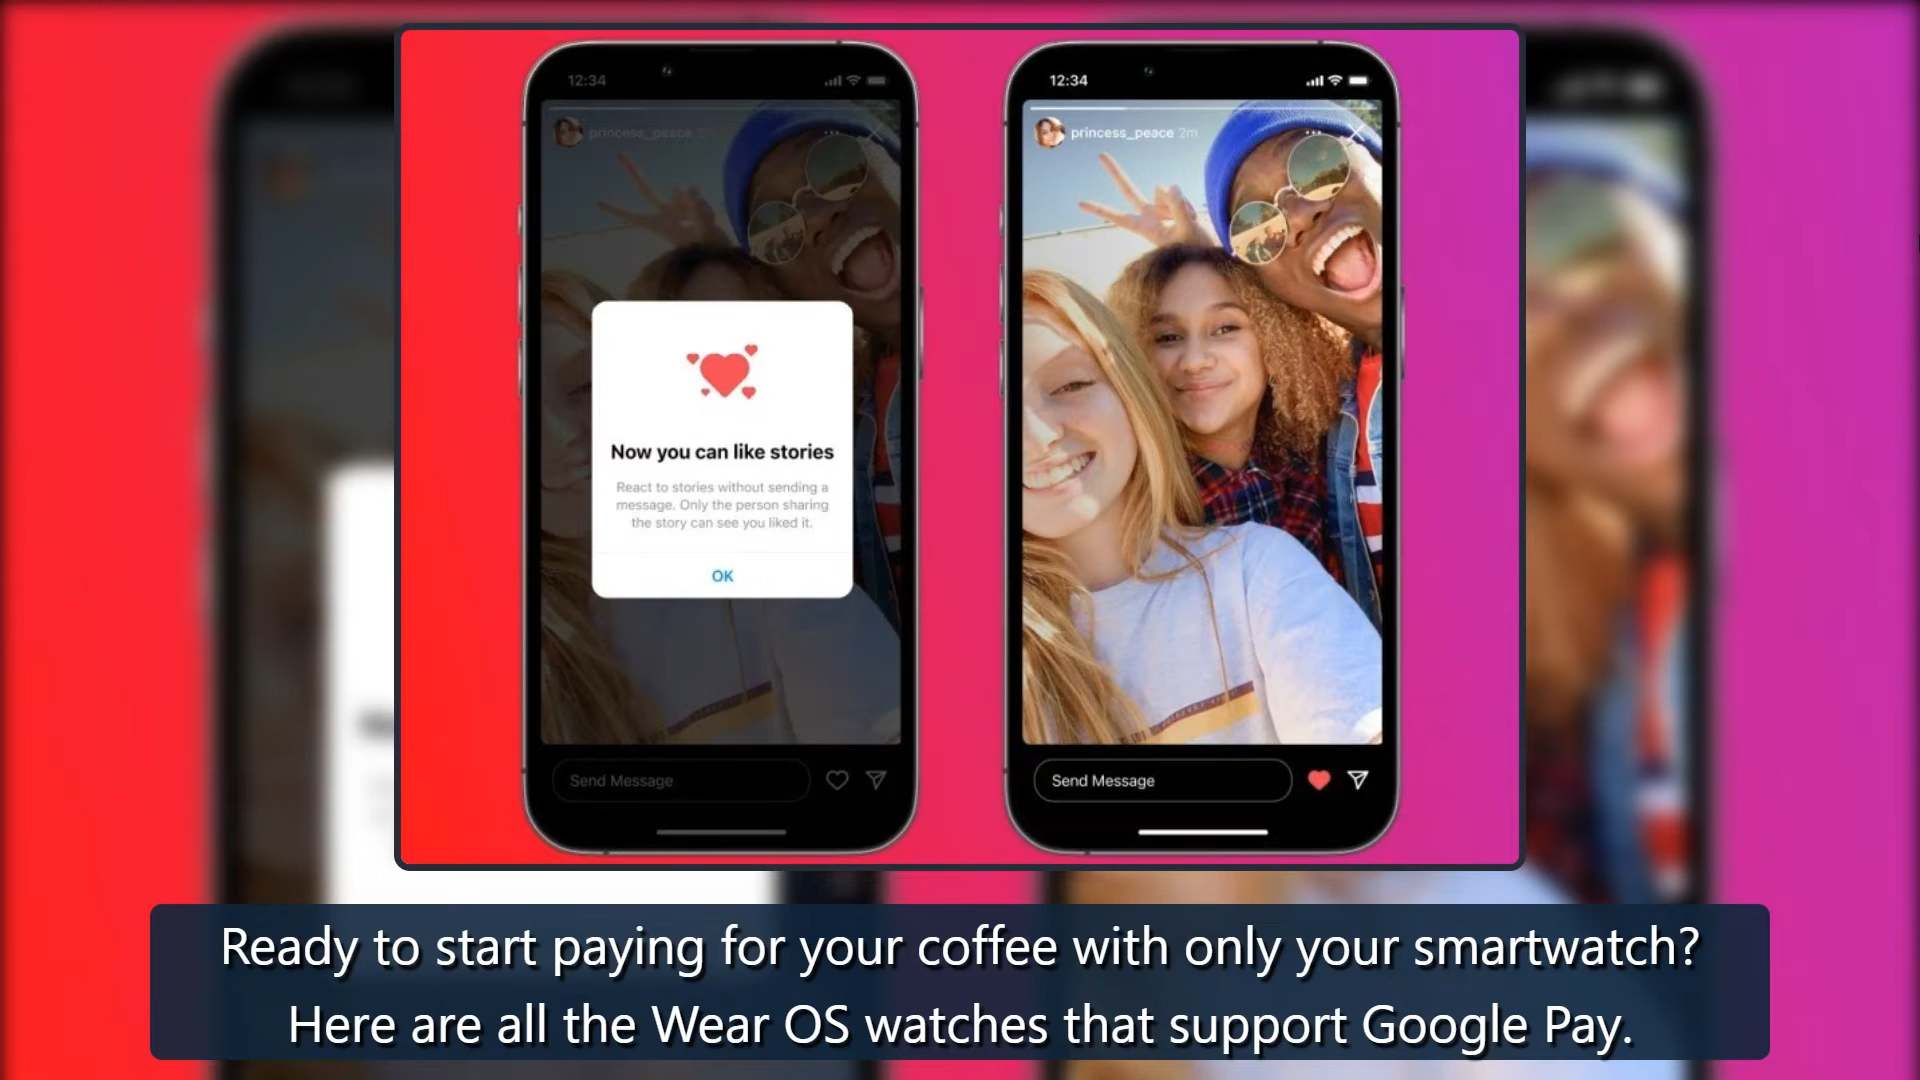 12:34
princess_peace 2m
Now you can like stories
React to stories without sending a
message. Only the person sharing
the story can see you liked it.
OK
Send Message
12:34
princess_peace 2m
Send Message
Ready to start paying for your coffee with only your smartwatch?
Here are all the Wear OS watches that support Google Pay.